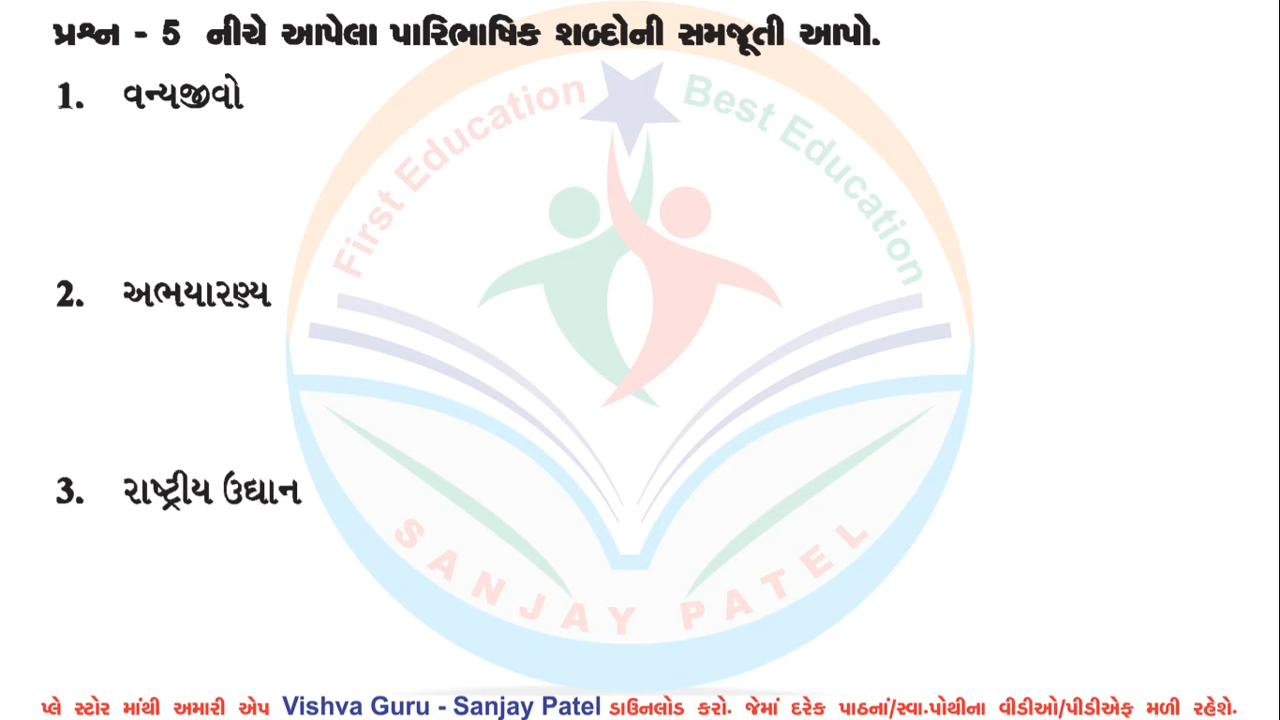 પ્રશ્ન - 5 નીચે આપેલા પારિભાષિક શબ્દોની સમજૂતી આપો.
1. વન્યજીવો
First Education Best Education
2. અભયારણ્ય
3. રાષ્ટ્રીય ઉદ્યાન
SANJAY PATEL
પ્લે સ્ટોર માંથી અમારી એપ Vishva Guru - Sanjay Patel ડાઉનલોડ કરો. જેમાં દરેક પાઠનાં/સ્વા.પોથીના વીડીઓ/પીડીએફ મળી રહેશે.